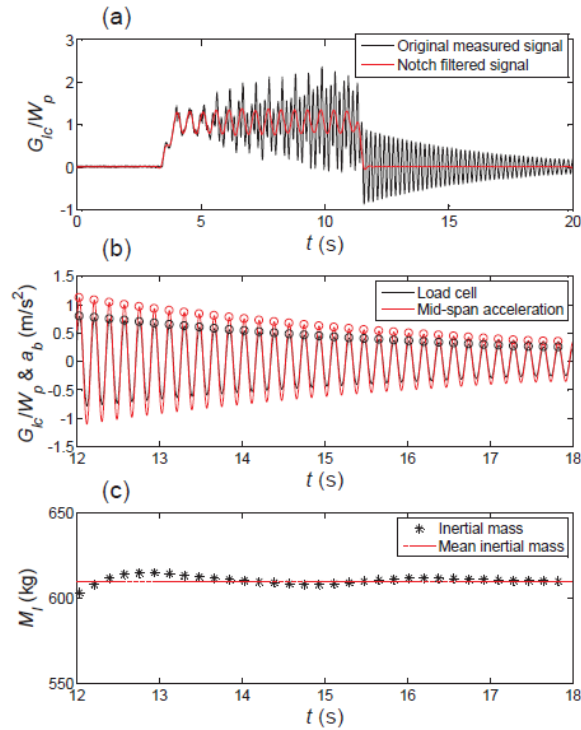 (a)
3
2
1
0
-1
G_lc/W_p
Original measured signal
Notch filtered signal
0 5 10 15 20
t (s)
(b)
1.5
1
0.5
0
-0.5
-1
-1.5
G_lc/W_p & a_b (m/s²)
Load cell
Mid-span acceleration
12 13 14 15 16 17 18
t (s)
(c)
650
600
550
M_I (kg)
Inertial mass
Mean inertial mass
12 13 14 15 16 17 18
t (s)